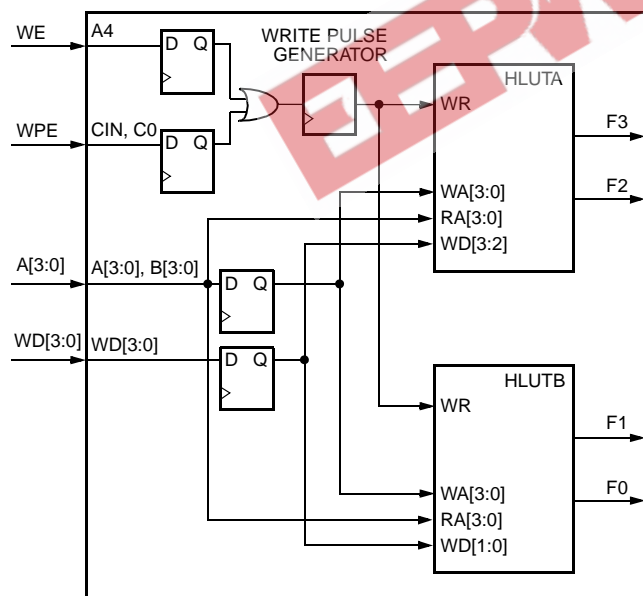 WE
A4
D Q
WRITE PULSE
GENERATOR
HLUTA
WR
F3
WPE
CIN, C0
D Q
F2
WA[3:0]
RA[3:0]
WD[3:2]
A[3:0]
A[3:0], B[3:0]
D Q
WD[3:0]
WD[3:0]
D Q
HLUTB
WR
F1
WA[3:0]
F0
RA[3:0]
WD[1:0]